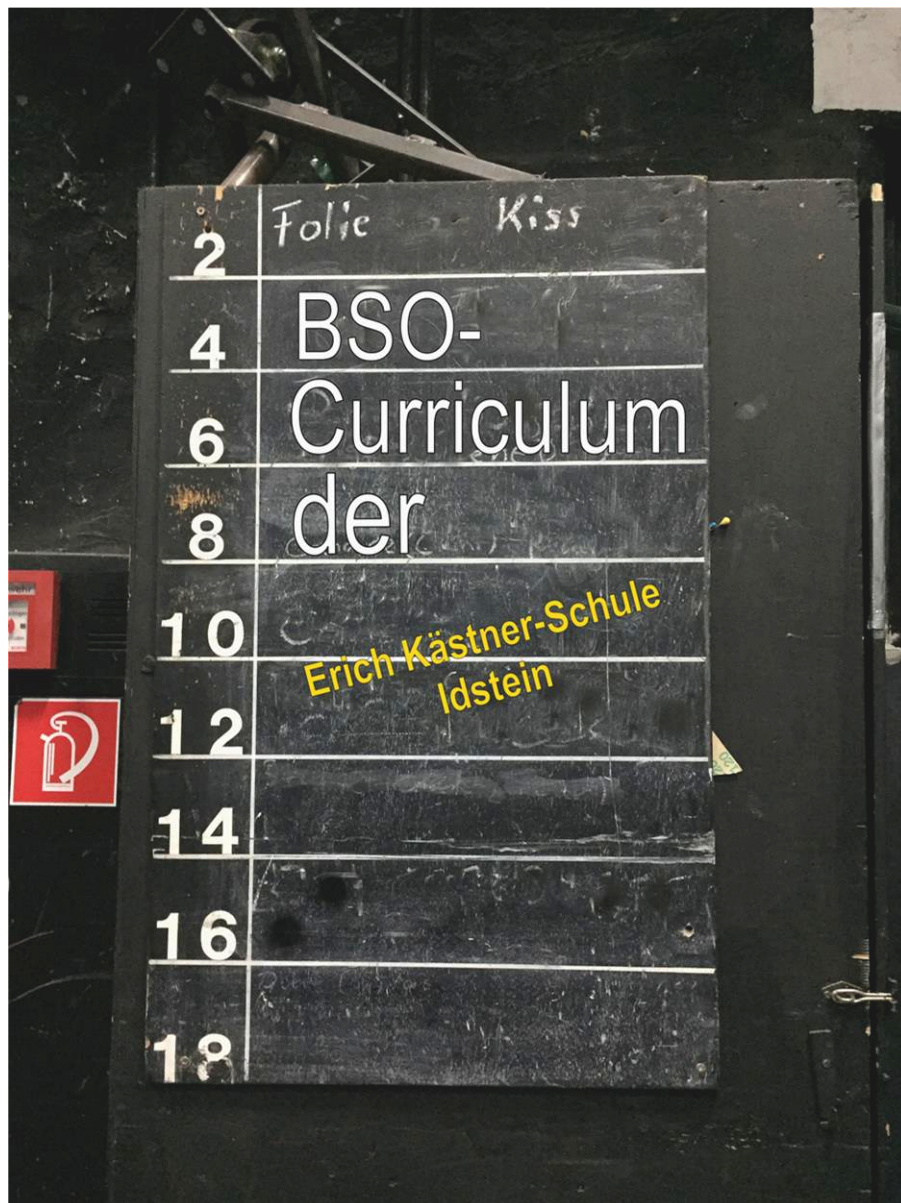 2 Folie Kiss
4 BSO-
6 Curriculum
8 der
10 Erich Kästner-Schule
Idstein
12
14
16
18